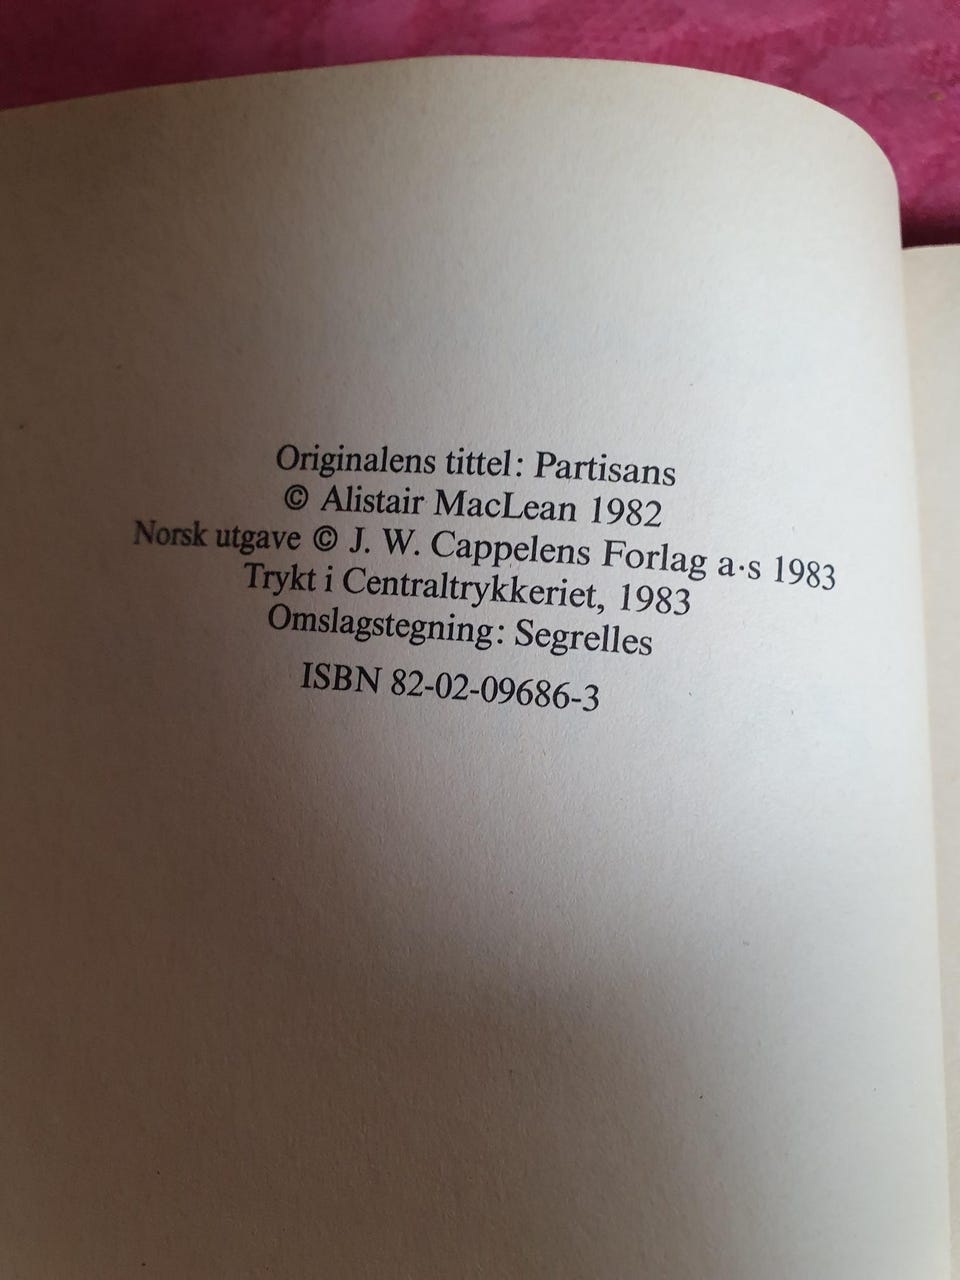 Originalens tittel: Partisans
© Alistair MacLean 1982
Norsk utgave © J. W. Cappelens Forlag a·s 1983
Trykt i Centraltrykkeriet, 1983
Omslagstegning: Segrelles
ISBN 82-02-09686-3